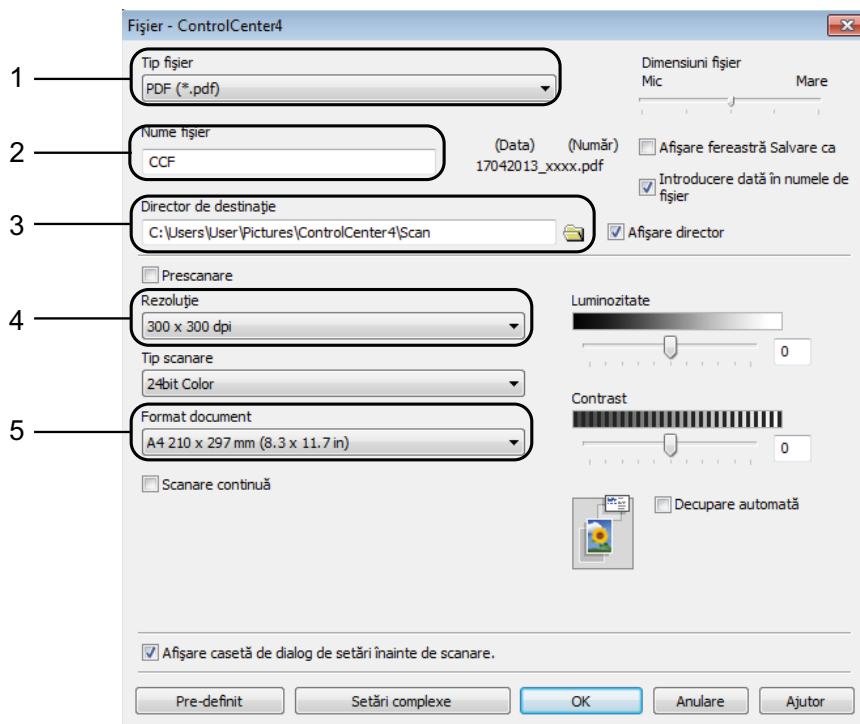 Fişier - ControlCenter4
1
Tip fişier
PDF (*.pdf)
Dimensiuni fişier
Mic Mare
2
Nume fişier
CCF
(Data) (Număr)
17042013_xxxx.pdf
Afişare fereastră Salvare ca
Introducere dată în numele de
fişier
3
Director de destinaţie
C:\Users\User\Pictures\ControlCenter4\Scan
Afişare director
Prescanare
4
Rezoluţie
300 x 300 dpi
Luminozitate
0
Tip scanare
24bit Color
5
Format document
A4 210 x 297 mm (8.3 x 11.7 in)
Contrast
0
Scanare continuă
Decupare automată
Afişare casetă de dialog de setări înainte de scanare.
Pre-definit Setări complexe OK Anulare Ajutor